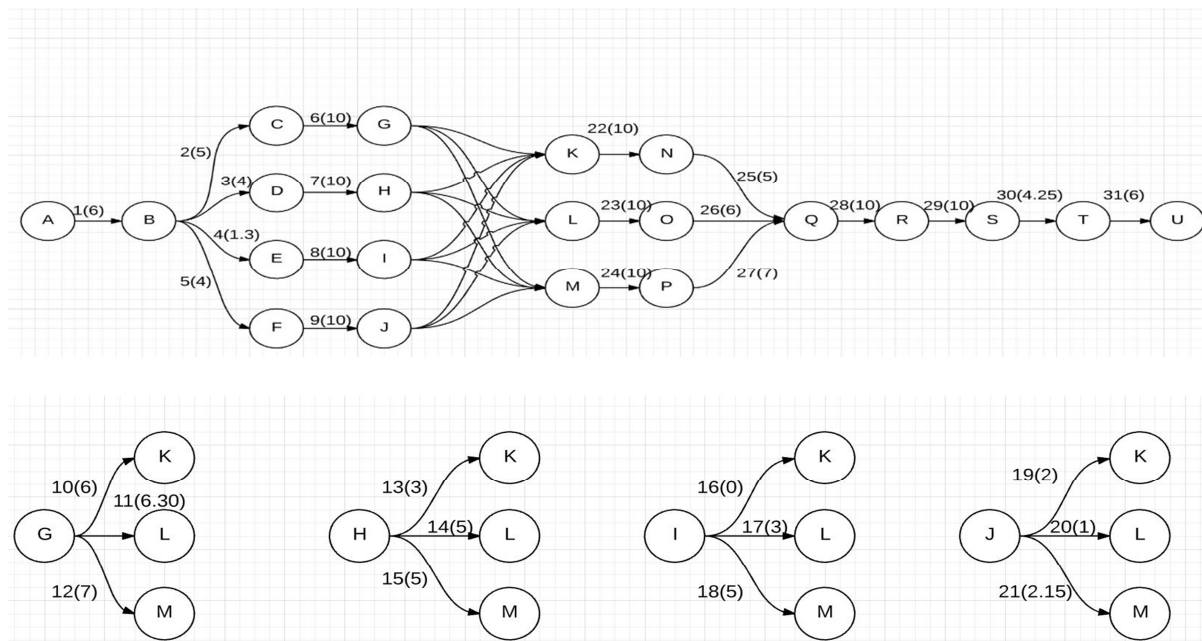 C 6(10) G
22(10)
K N
2(5)
25(5)
3(4) D 7(10) H
30(4.25) 31(6)
A 1(6) B L 23(10) O 26(6) Q 28(10) R 29(10) S T U
4(1.3)
E 8(10) I
5(4)
M 24(10) P 27(7)
F 9(10) J
K K K K
10(6) 13(3) 16(0) 19(2)
11(6.30)
G L H 14(5) L I 17(3) L J 20(1) L
12(7) 15(5) 18(5) 21(2.15)
M M M M